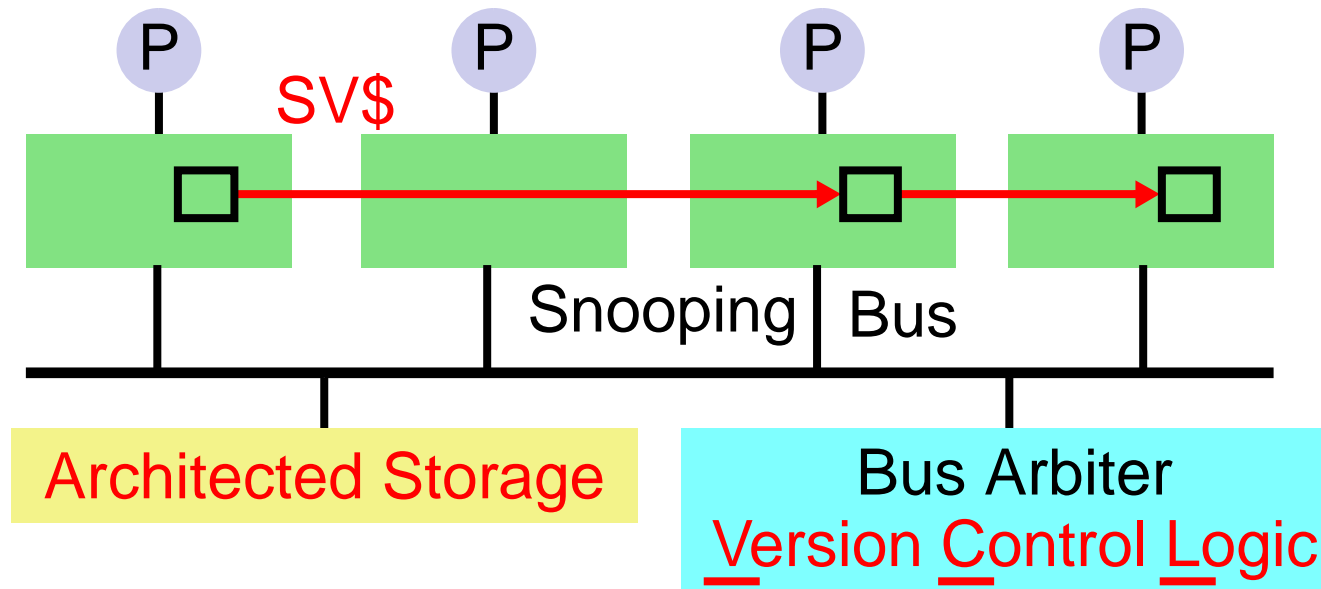 P P P P
SV$
Snooping Bus
Architected Storage
Bus Arbiter
Version Control Logic